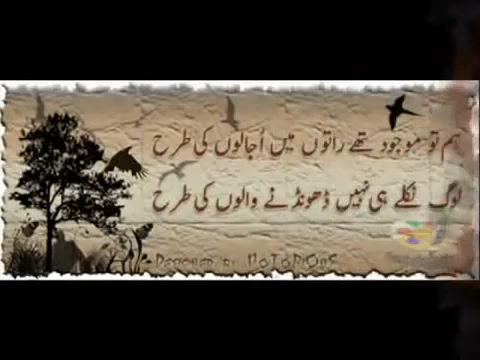 ہم تو موجود تھے راتوں میں اُجالوں کی طرح
لوگ نکلے ہی نہیں ڈھونڈنے والوں کی طرح
DESIGNED BY NOTORIOUS